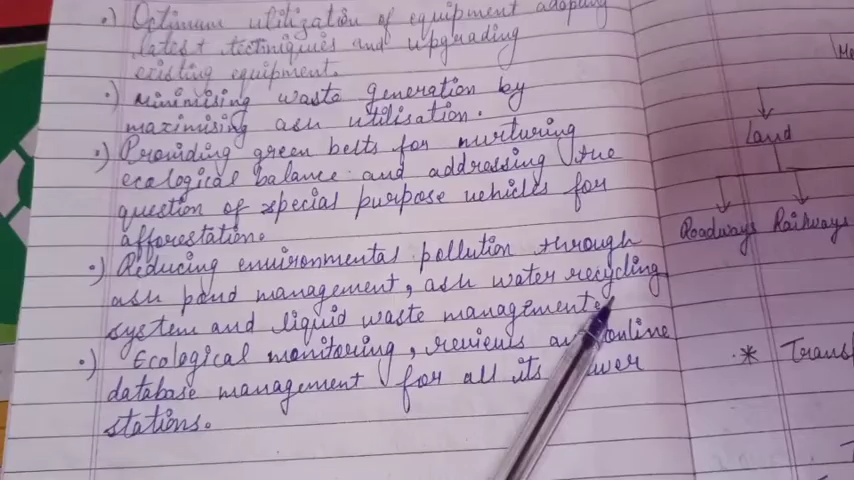 .) Optimum utilization of equipment adopting
latest techniques and upgrading
existing equipment.
.) Minimising waste generation by
maximising ash utilisation.
.) Providing green belts for nurturing
ecological balance and addressing the
question of special purpose vehicles for
afforestation.
.) Reducing environmental pollution through
ash pond management, ash water recycling
system and liquid waste management.
.) Ecological monitoring, reviews and online
database management for all its power
stations.
Land
Roadways Railways
.* Trans